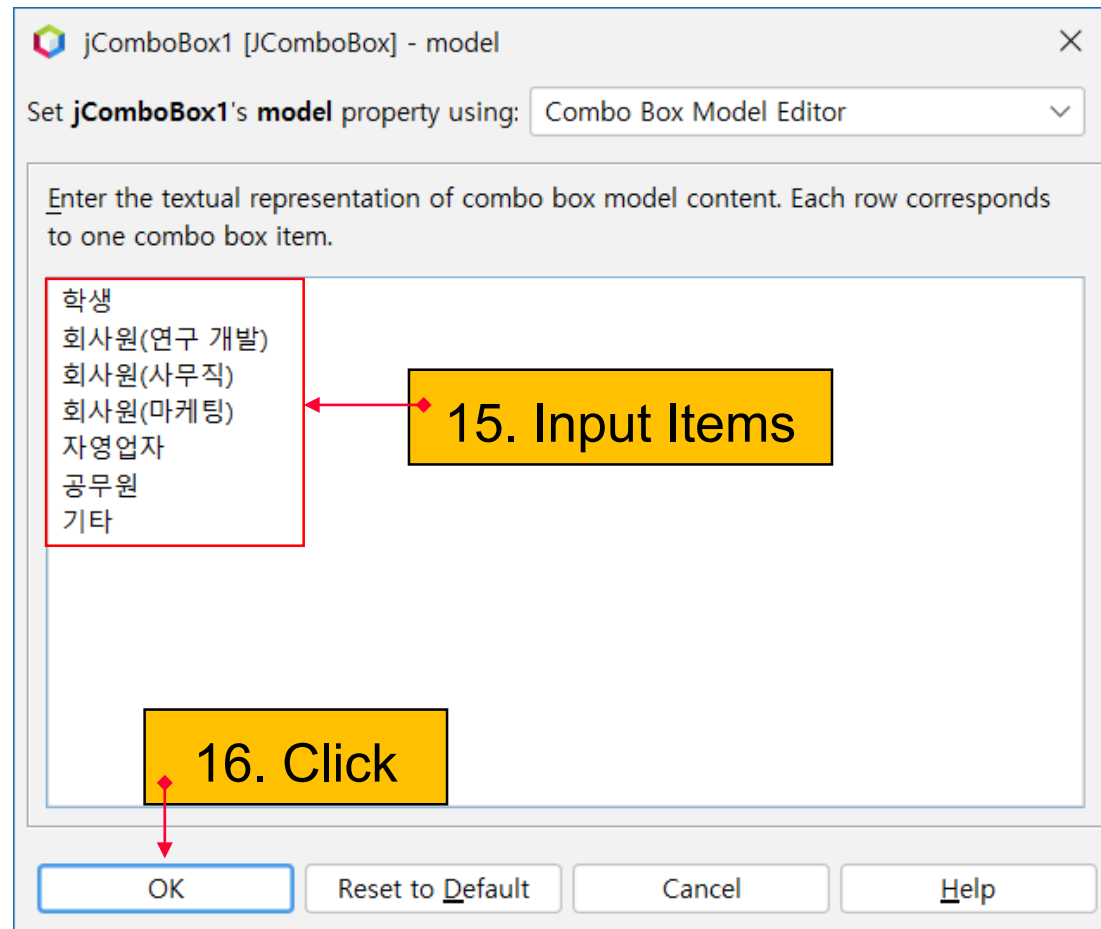 jComboBox1 [JComboBox] - model
Set jComboBox1's model property using: Combo Box Model Editor
Enter the textual representation of combo box model content. Each row corresponds
to one combo box item.
학생
회사원(연구 개발)
회사원(사무직)
회사원(마케팅)
자영업자
공무원
기타
15. Input Items
16. Click
OK Reset to Default Cancel Help